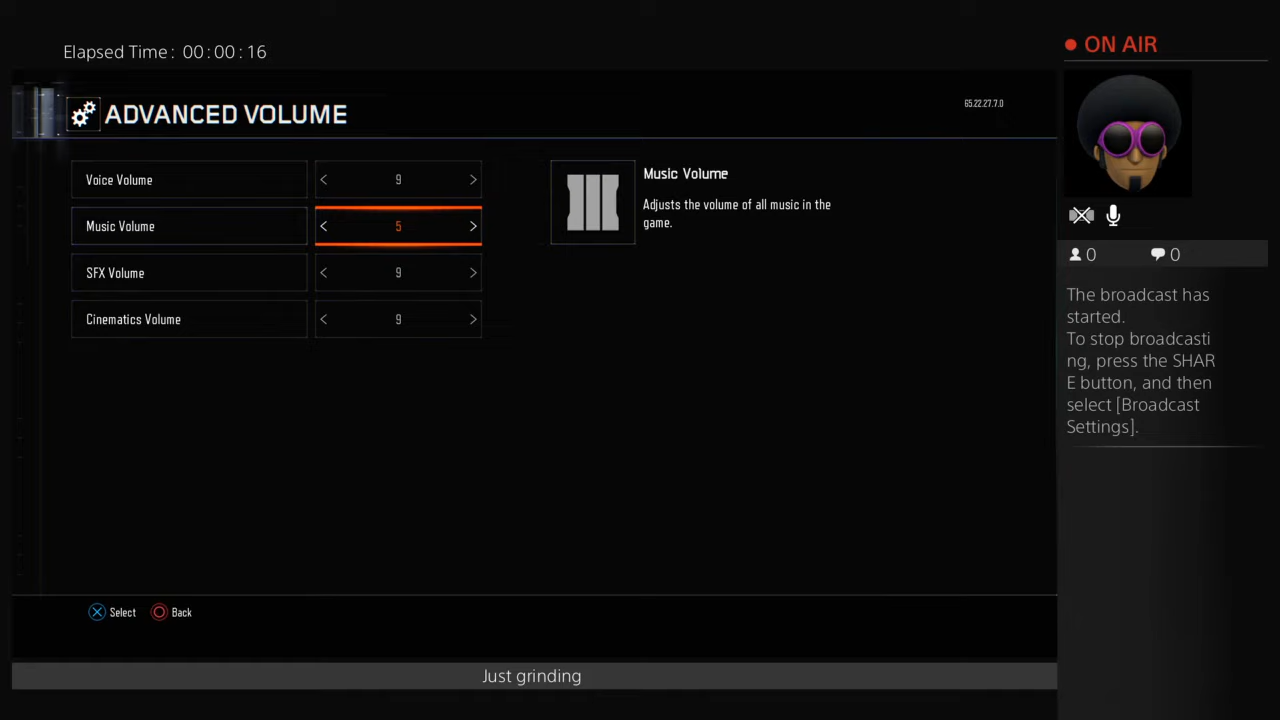 Elapsed Time: 00:00:16
ON AIR
ADVANCED VOLUME
65.22.27.7.0
Voice Volume < 9 >
Music Volume < 5 >
SFX Volume < 9 >
Cinematics Volume < 9 >
Music Volume
Adjusts the volume of all music in the
game.
0 0
The broadcast has
started.
To stop broadcasti
ng, press the SHAR
E button, and then
select [Broadcast
Settings].
Select Back
Just grinding